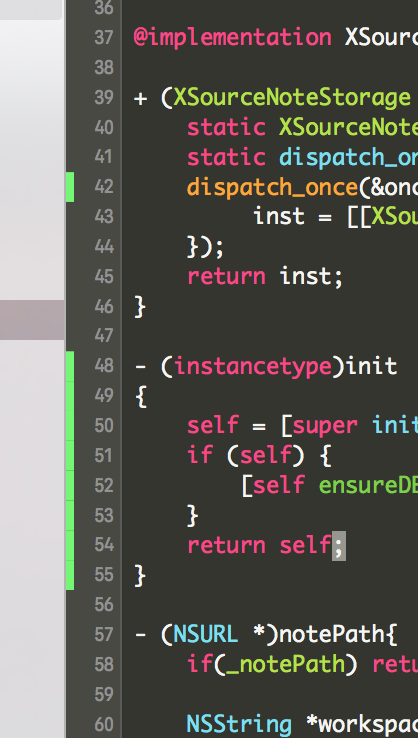 36
37 @implementation XSourc
38
39 + (XSourceNoteStorage
40 static XSourceNote
41 static dispatch_on
42 dispatch_once(&onc
43 inst = [[XSou
44 });
45 return inst;
46 }
47
48 - (instancetype)init
49 {
50 self = [super init
51 if (self) {
52 [self ensureDB
53 }
54 return self;
55 }
56
57 - (NSURL *)notePath{
58 if(_notePath) retu
59
60 NSString *workspac